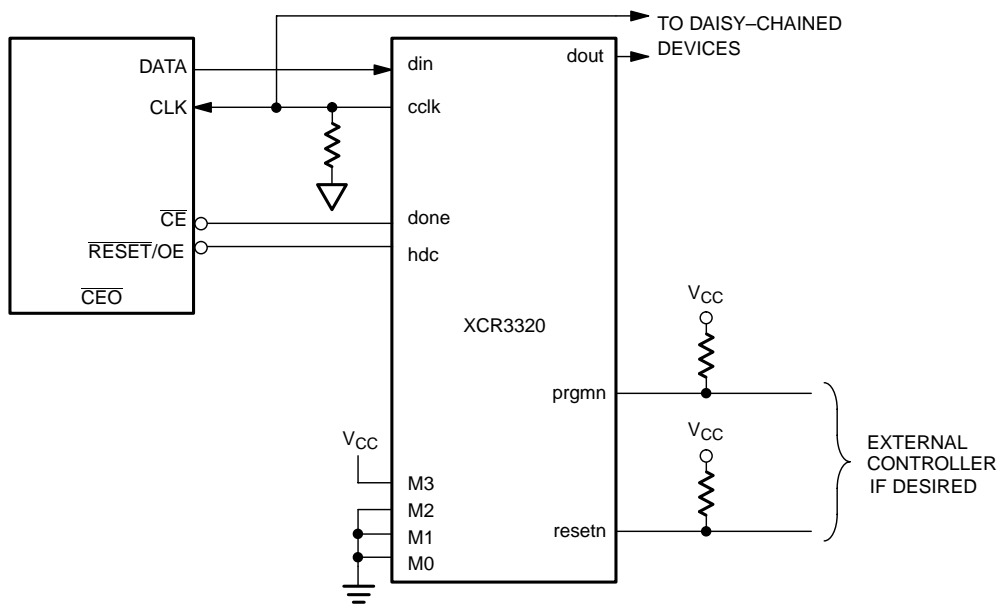 TO DAISY–CHAINED
DEVICES
DATA
din
dout
CLK
cclk
CE
done
RESET/OE
hdc
CEO
XCR3320
VCC
prgmn
VCC
VCC
EXTERNAL
CONTROLLER
IF DESIRED
M3
M2
M1
M0
resetn